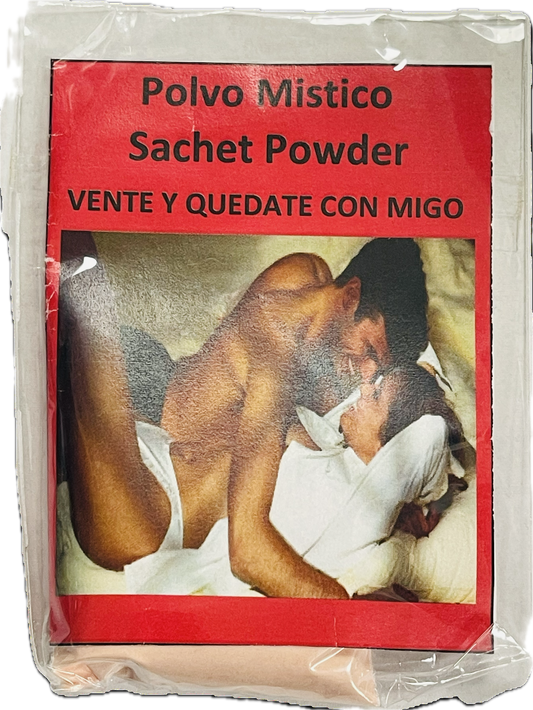 Polvo Mistico
Sachet Powder
VENTE Y QUEDATE CON MIGO